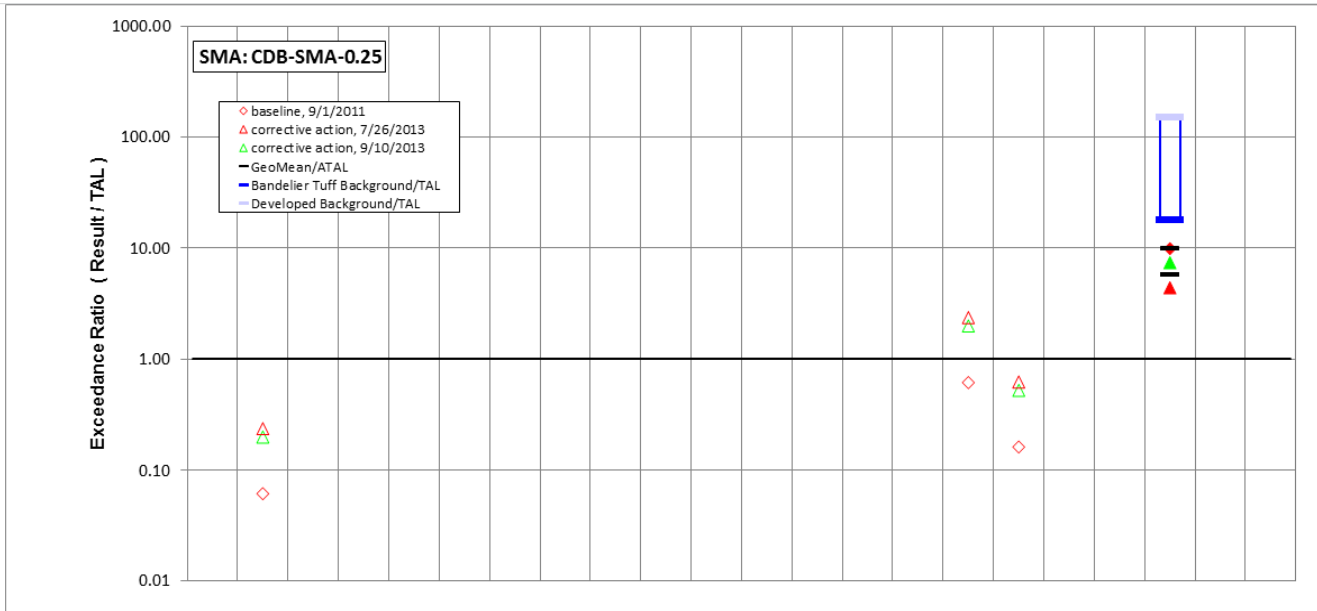 1000.00
SMA: CDB-SMA-0.25
baseline, 9/1/2011
corrective action, 7/26/2013
corrective action, 9/10/2013
GeoMean/ATAL
Bandelier Tuff Background/TAL
Developed Background/TAL
100.00
10.00
1.00
0.10
0.01
Exceedance Ratio ( Result / TAL )